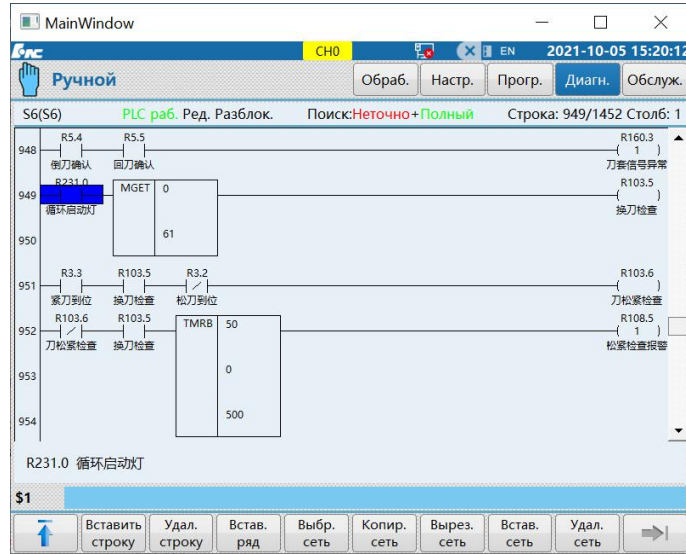 MainWindow
CH0 EN 2021-10-05 15:20:12
Ручной Обраб. Настр. Прогр. Диагн. Обслуж.
S6(S6) PLC раб. Ред. Разблок. Поиск:Неточно+Полный Строка: 949/1452 Столб: 1
R5.4 R5.5 R160.3
948 ( 1 )
倒刀确认 回刀确认 刀套信号异常
R231.0 MGET 0 R103.5
949 ( )
循环启动灯 换刀检查
950 61
R3.3 R103.5 R3.2 R103.6
951 / ( )
紧刀到位 换刀检查 松刀到位 刀松紧检查
R103.6 R103.5 TMRB 50 R108.5
952 / ( 1 )
刀松紧检查 换刀检查 松紧检查报警
953 0
954 500
R231.0 循环启动灯
$1
Вставить строку Удал. строку Встав. ряд Выбр. сеть Копир. сеть Вырез. сеть Встав. сеть Удал. сеть